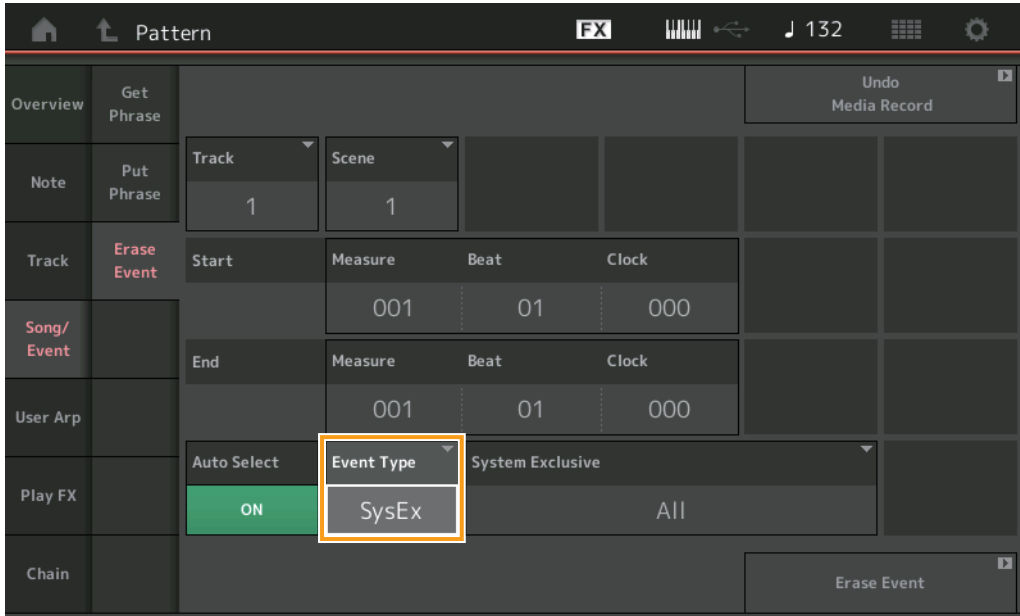 Pattern
FX
132
Overview
Get
Phrase
Undo
Media Record
Note
Put
Phrase
Track
Scene
1
1
Track
Erase
Event
Start
Measure
Beat
Clock
001
01
000
Song/
Event
End
Measure
Beat
Clock
001
01
000
User Arp
Auto Select
Event Type
System Exclusive
Play FX
ON
SysEx
All
Chain
Erase Event